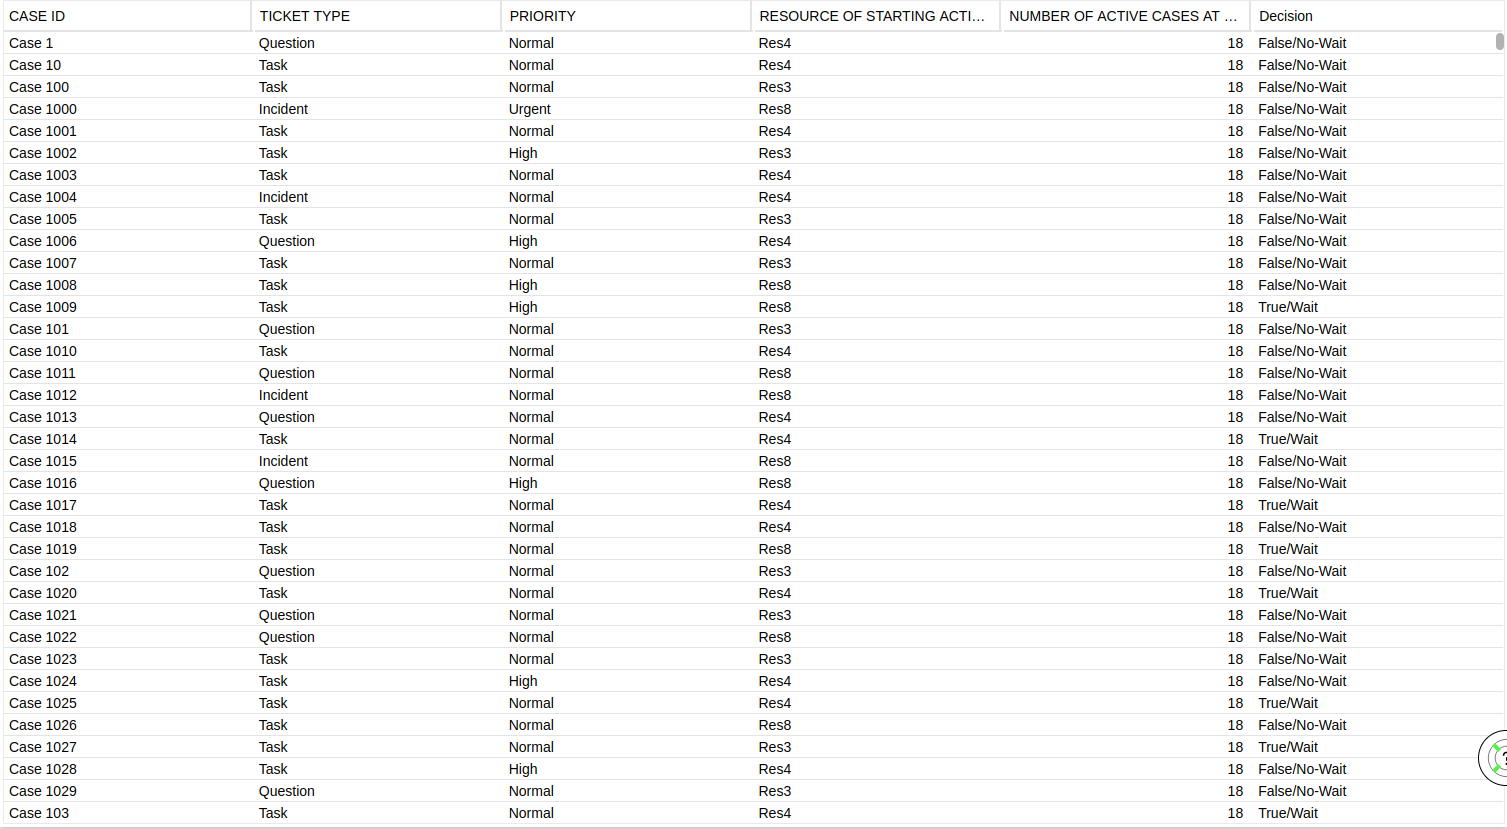 CASE ID TICKET TYPE PRIORITY RESOURCE OF STARTING ACTI... NUMBER OF ACTIVE CASES AT ... Decision
Case 1 Question Normal Res4 18 False/No-Wait
Case 10 Task Normal Res4 18 False/No-Wait
Case 100 Task Normal Res3 18 False/No-Wait
Case 1000 Incident Urgent Res8 18 False/No-Wait
Case 1001 Task Normal Res4 18 False/No-Wait
Case 1002 Task High Res3 18 False/No-Wait
Case 1003 Task Normal Res4 18 False/No-Wait
Case 1004 Incident Normal Res4 18 False/No-Wait
Case 1005 Task Normal Res3 18 False/No-Wait
Case 1006 Question High Res4 18 False/No-Wait
Case 1007 Task Normal Res3 18 False/No-Wait
Case 1008 Task High Res8 18 False/No-Wait
Case 1009 Task High Res8 18 True/Wait
Case 101 Question Normal Res3 18 False/No-Wait
Case 1010 Task Normal Res4 18 False/No-Wait
Case 1011 Question Normal Res8 18 False/No-Wait
Case 1012 Incident Normal Res8 18 False/No-Wait
Case 1013 Question Normal Res4 18 False/No-Wait
Case 1014 Task Normal Res4 18 True/Wait
Case 1015 Incident Normal Res8 18 False/No-Wait
Case 1016 Question High Res8 18 False/No-Wait
Case 1017 Task Normal Res4 18 True/Wait
Case 1018 Task Normal Res4 18 False/No-Wait
Case 1019 Task Normal Res8 18 True/Wait
Case 102 Question Normal Res3 18 False/No-Wait
Case 1020 Task Normal Res4 18 True/Wait
Case 1021 Question Normal Res3 18 False/No-Wait
Case 1022 Question Normal Res8 18 False/No-Wait
Case 1023 Task Normal Res3 18 False/No-Wait
Case 1024 Task High Res4 18 False/No-Wait
Case 1025 Task Normal Res4 18 True/Wait
Case 1026 Task Normal Res8 18 False/No-Wait
Case 1027 Task Normal Res3 18 True/Wait
Case 1028 Task High Res4 18 False/No-Wait
Case 1029 Question Normal Res3 18 False/No-Wait
Case 103 Task Normal Res4 18 True/Wait